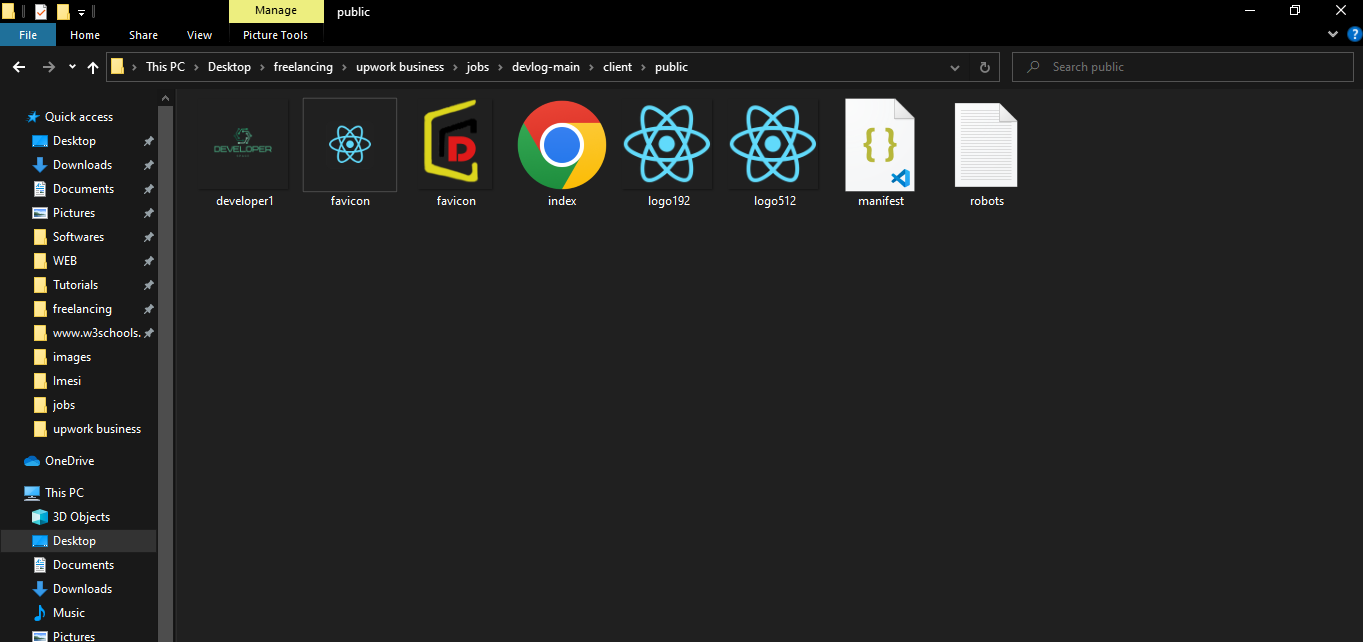 Manage
public
File
Home
Share
View
Picture Tools
This PC
Desktop
freelancing
upwork business
jobs
devlog-main
client
public
Search public
Quick access
Desktop
Downloads
Documents
Pictures
Softwares
WEB
Tutorials
freelancing
www.w3schools.
images
Imesi
jobs
upwork business
OneDrive
This PC
3D Objects
Desktop
Documents
Downloads
Music
Pictures
DEVELOPER
developer1
favicon
D
favicon
index
logo192
logo512
{ }
manifest
robots